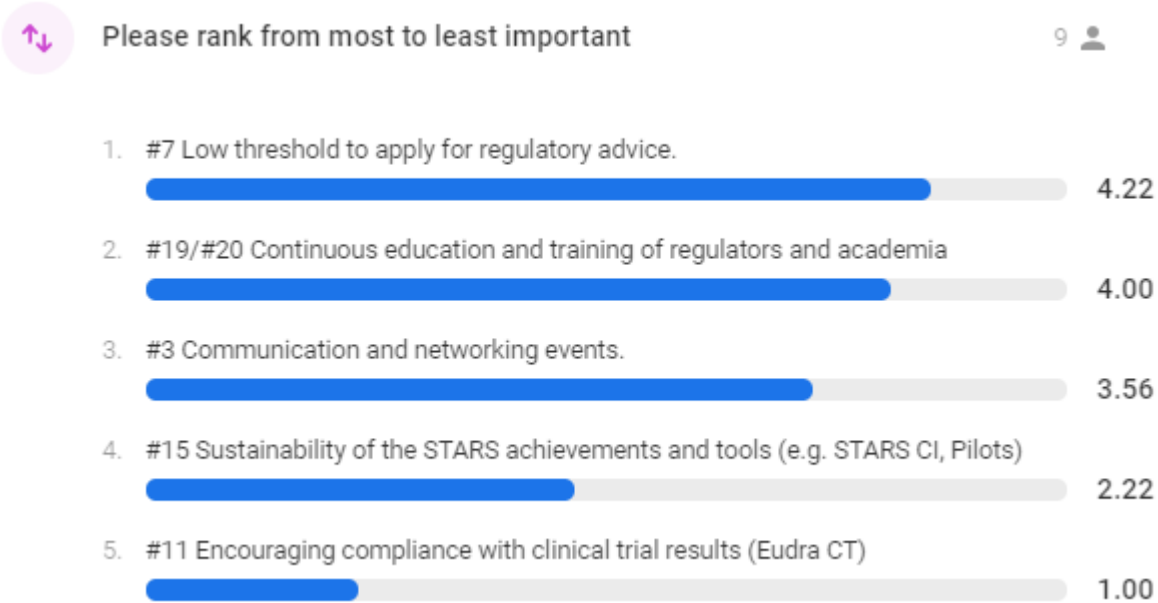 Please rank from most to least important
9
1. #7 Low threshold to apply for regulatory advice.
4.22
2. #19/#20 Continuous education and training of regulators and academia
4.00
3. #3 Communication and networking events.
3.56
4. #15 Sustainability of the STARS achievements and tools (e.g. STARS CI, Pilots)
2.22
5. #11 Encouraging compliance with clinical trial results (Eudra CT)
1.00